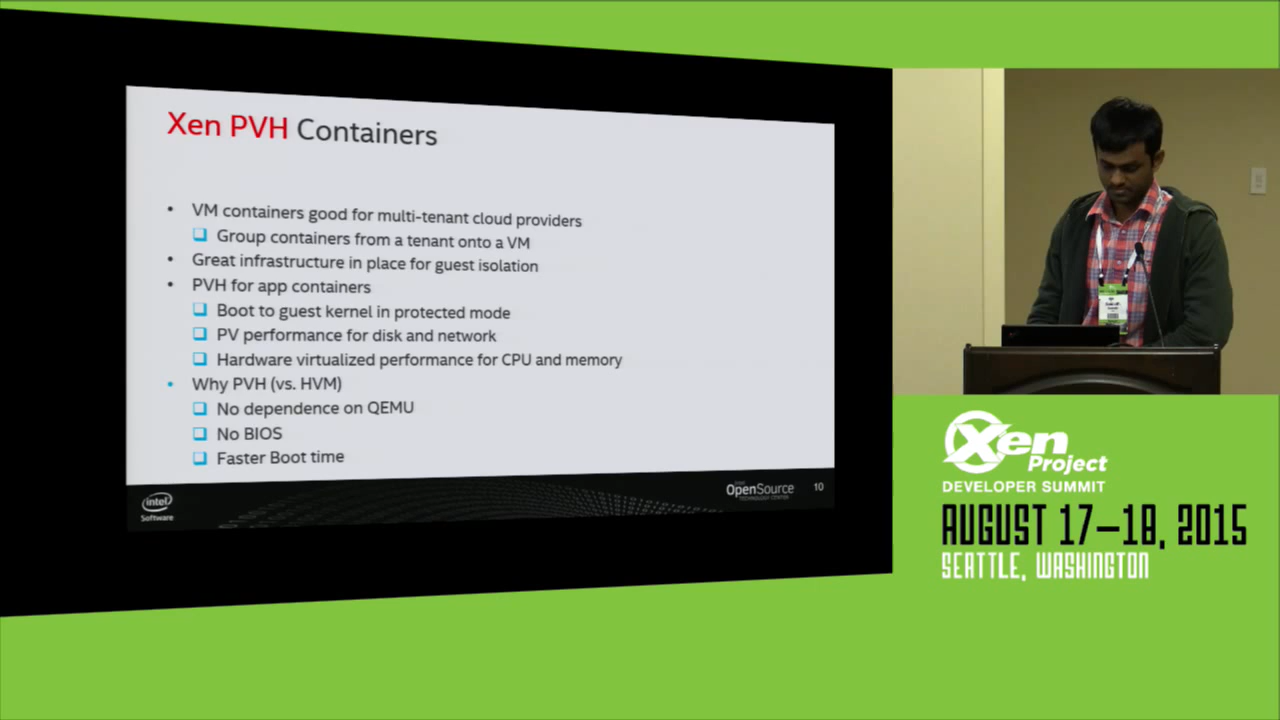 Xen PVH Containers
• VM containers good for multi-tenant cloud providers
❑ Group containers from a tenant onto a VM
• Great infrastructure in place for guest isolation
• PVH for app containers
❑ Boot to guest kernel in protected mode
❑ PV performance for disk and network
❑ Hardware virtualized performance for CPU and memory
• Why PVH (vs. HVM)
❑ No dependence on QEMU
❑ No BIOS
❑ Faster Boot time
intel
Software
OpenSource
TECHNOLOGY CENTER
10
Xen
Project
DEVELOPER SUMMIT
AUGUST 17–18, 2015
SEATTLE, WASHINGTON